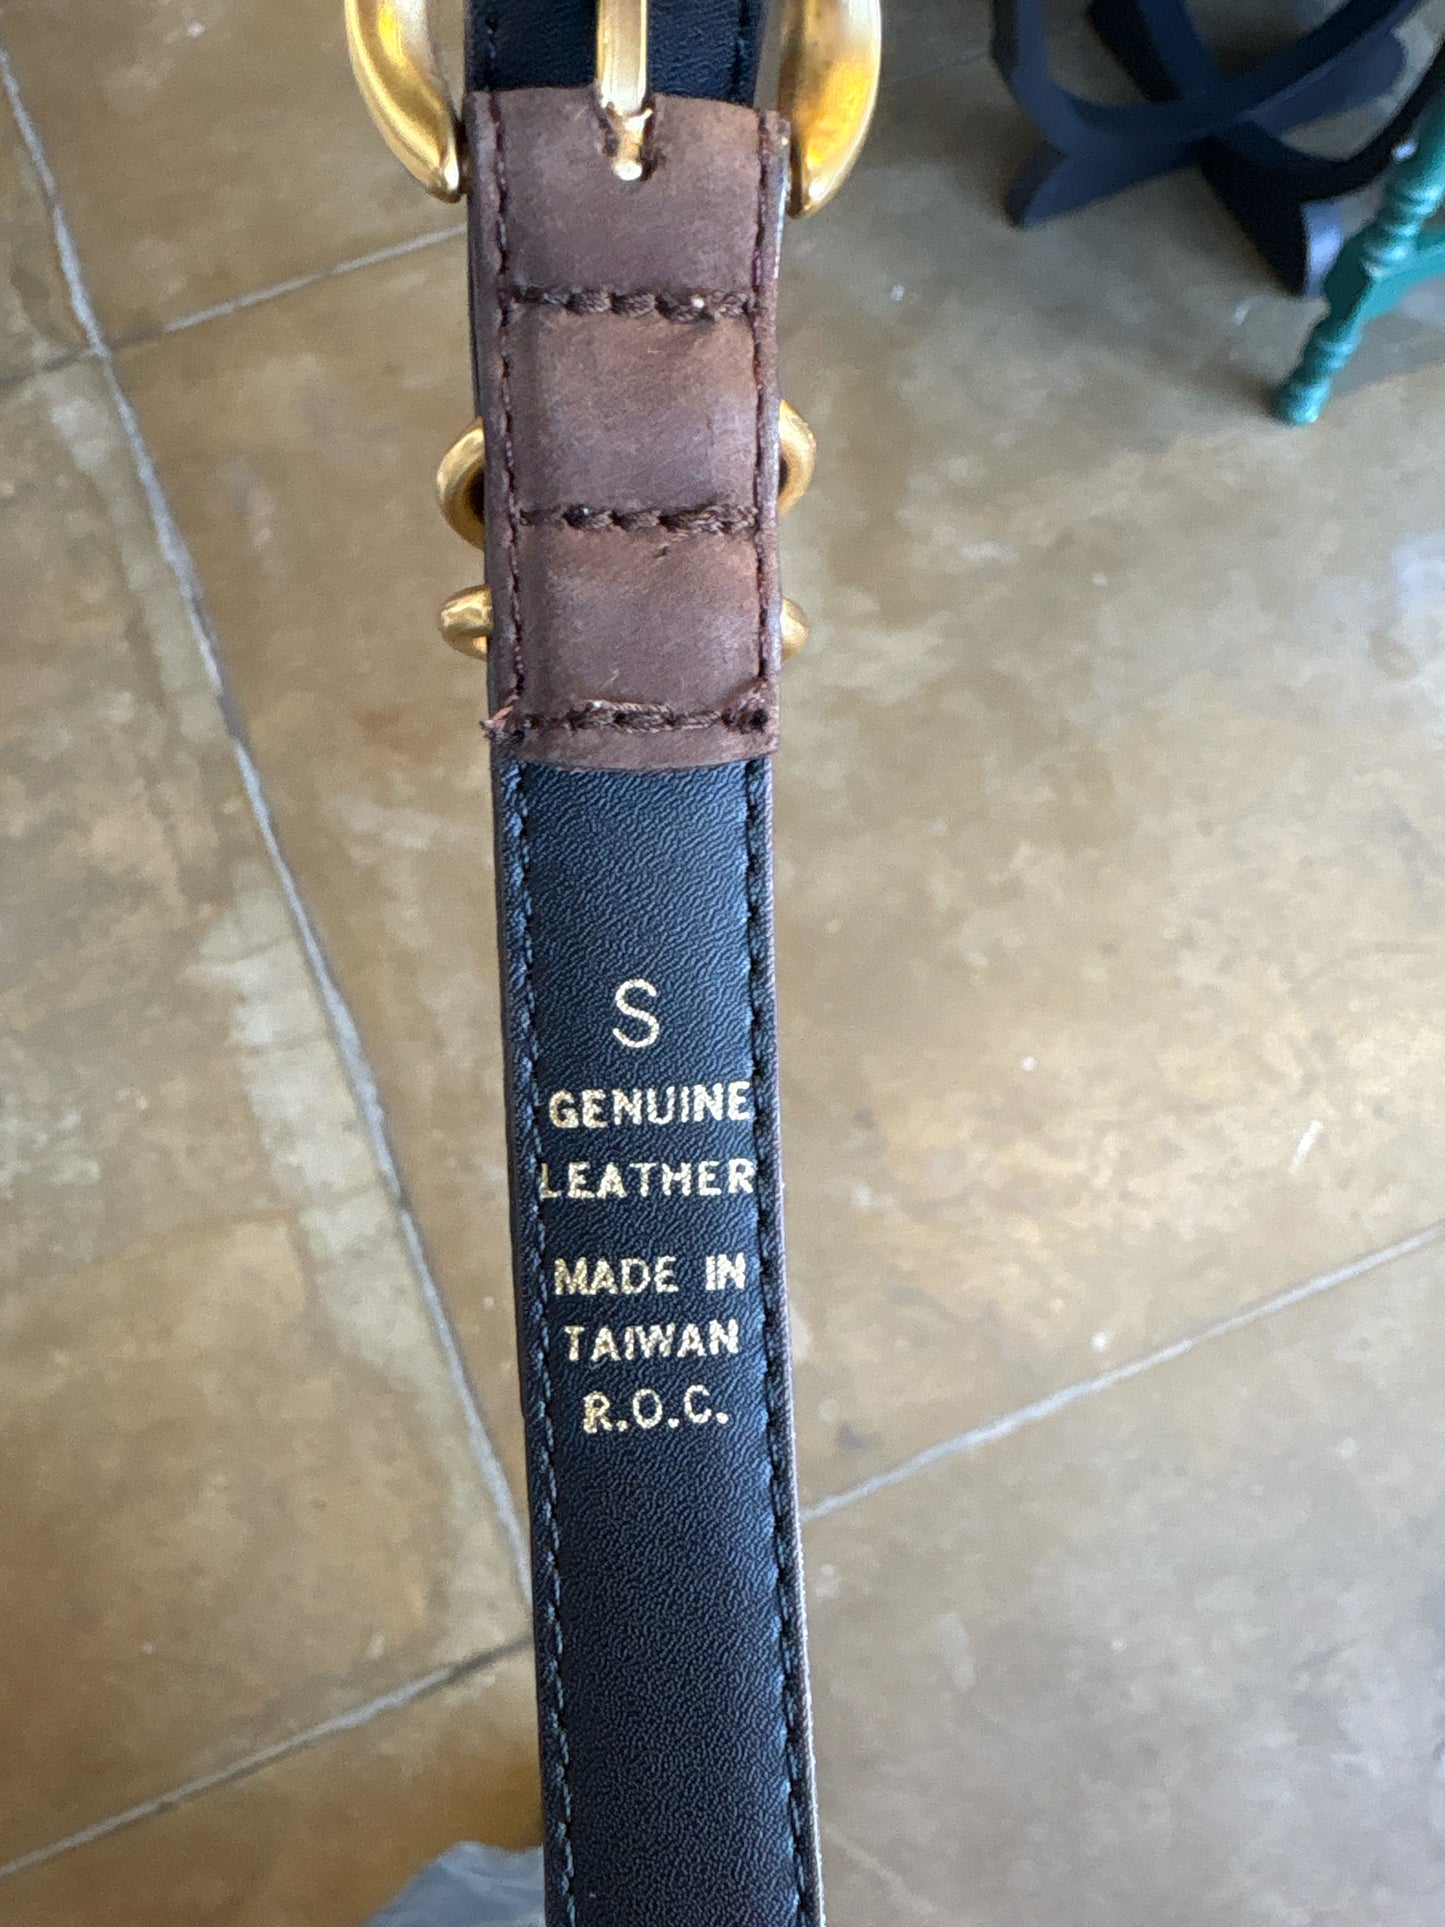 S
GENUINE
LEATHER
MADE IN
TAIWAN
R.O.C.